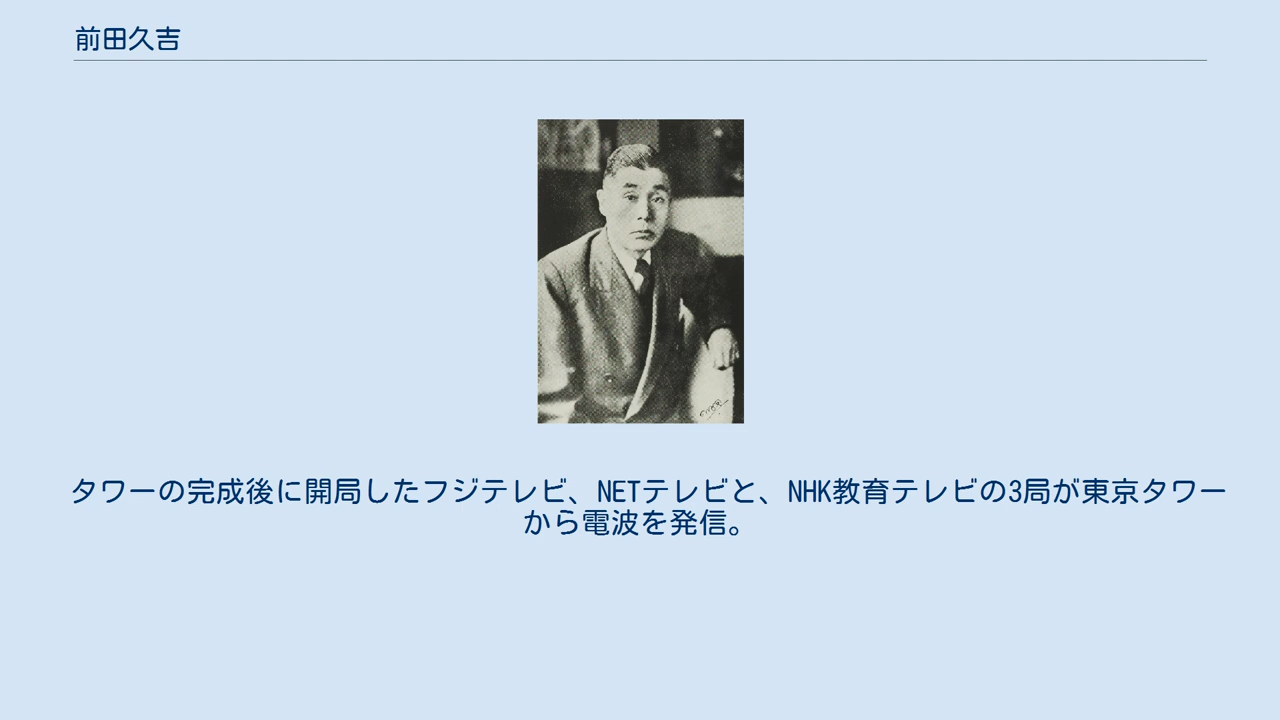 前田久吉
タワーの完成後に開局したフジテレビ、NETテレビと、NHK教育テレビの3局が東京タワー
から電波を発信。